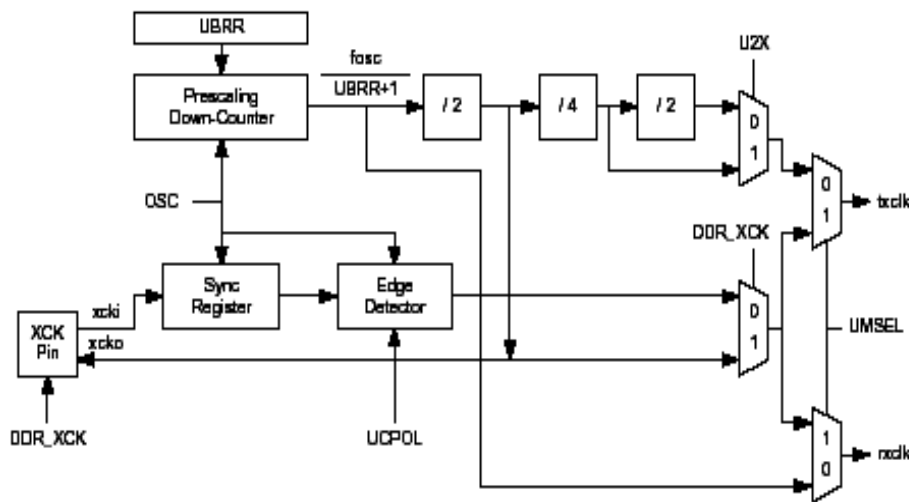 UBRR
Prescaling
Down-Counter
fosc
UBRR+1
/ 2
/ 4
/ 2
U2X
0
1
OSC
0
1
txclk
DDR_XCK
Sync
Register
Edge
Detector
0
1
UMSEL
xcki
XCK
Pin
xcko
DDR_XCK
UCPOL
1
0
rxclk